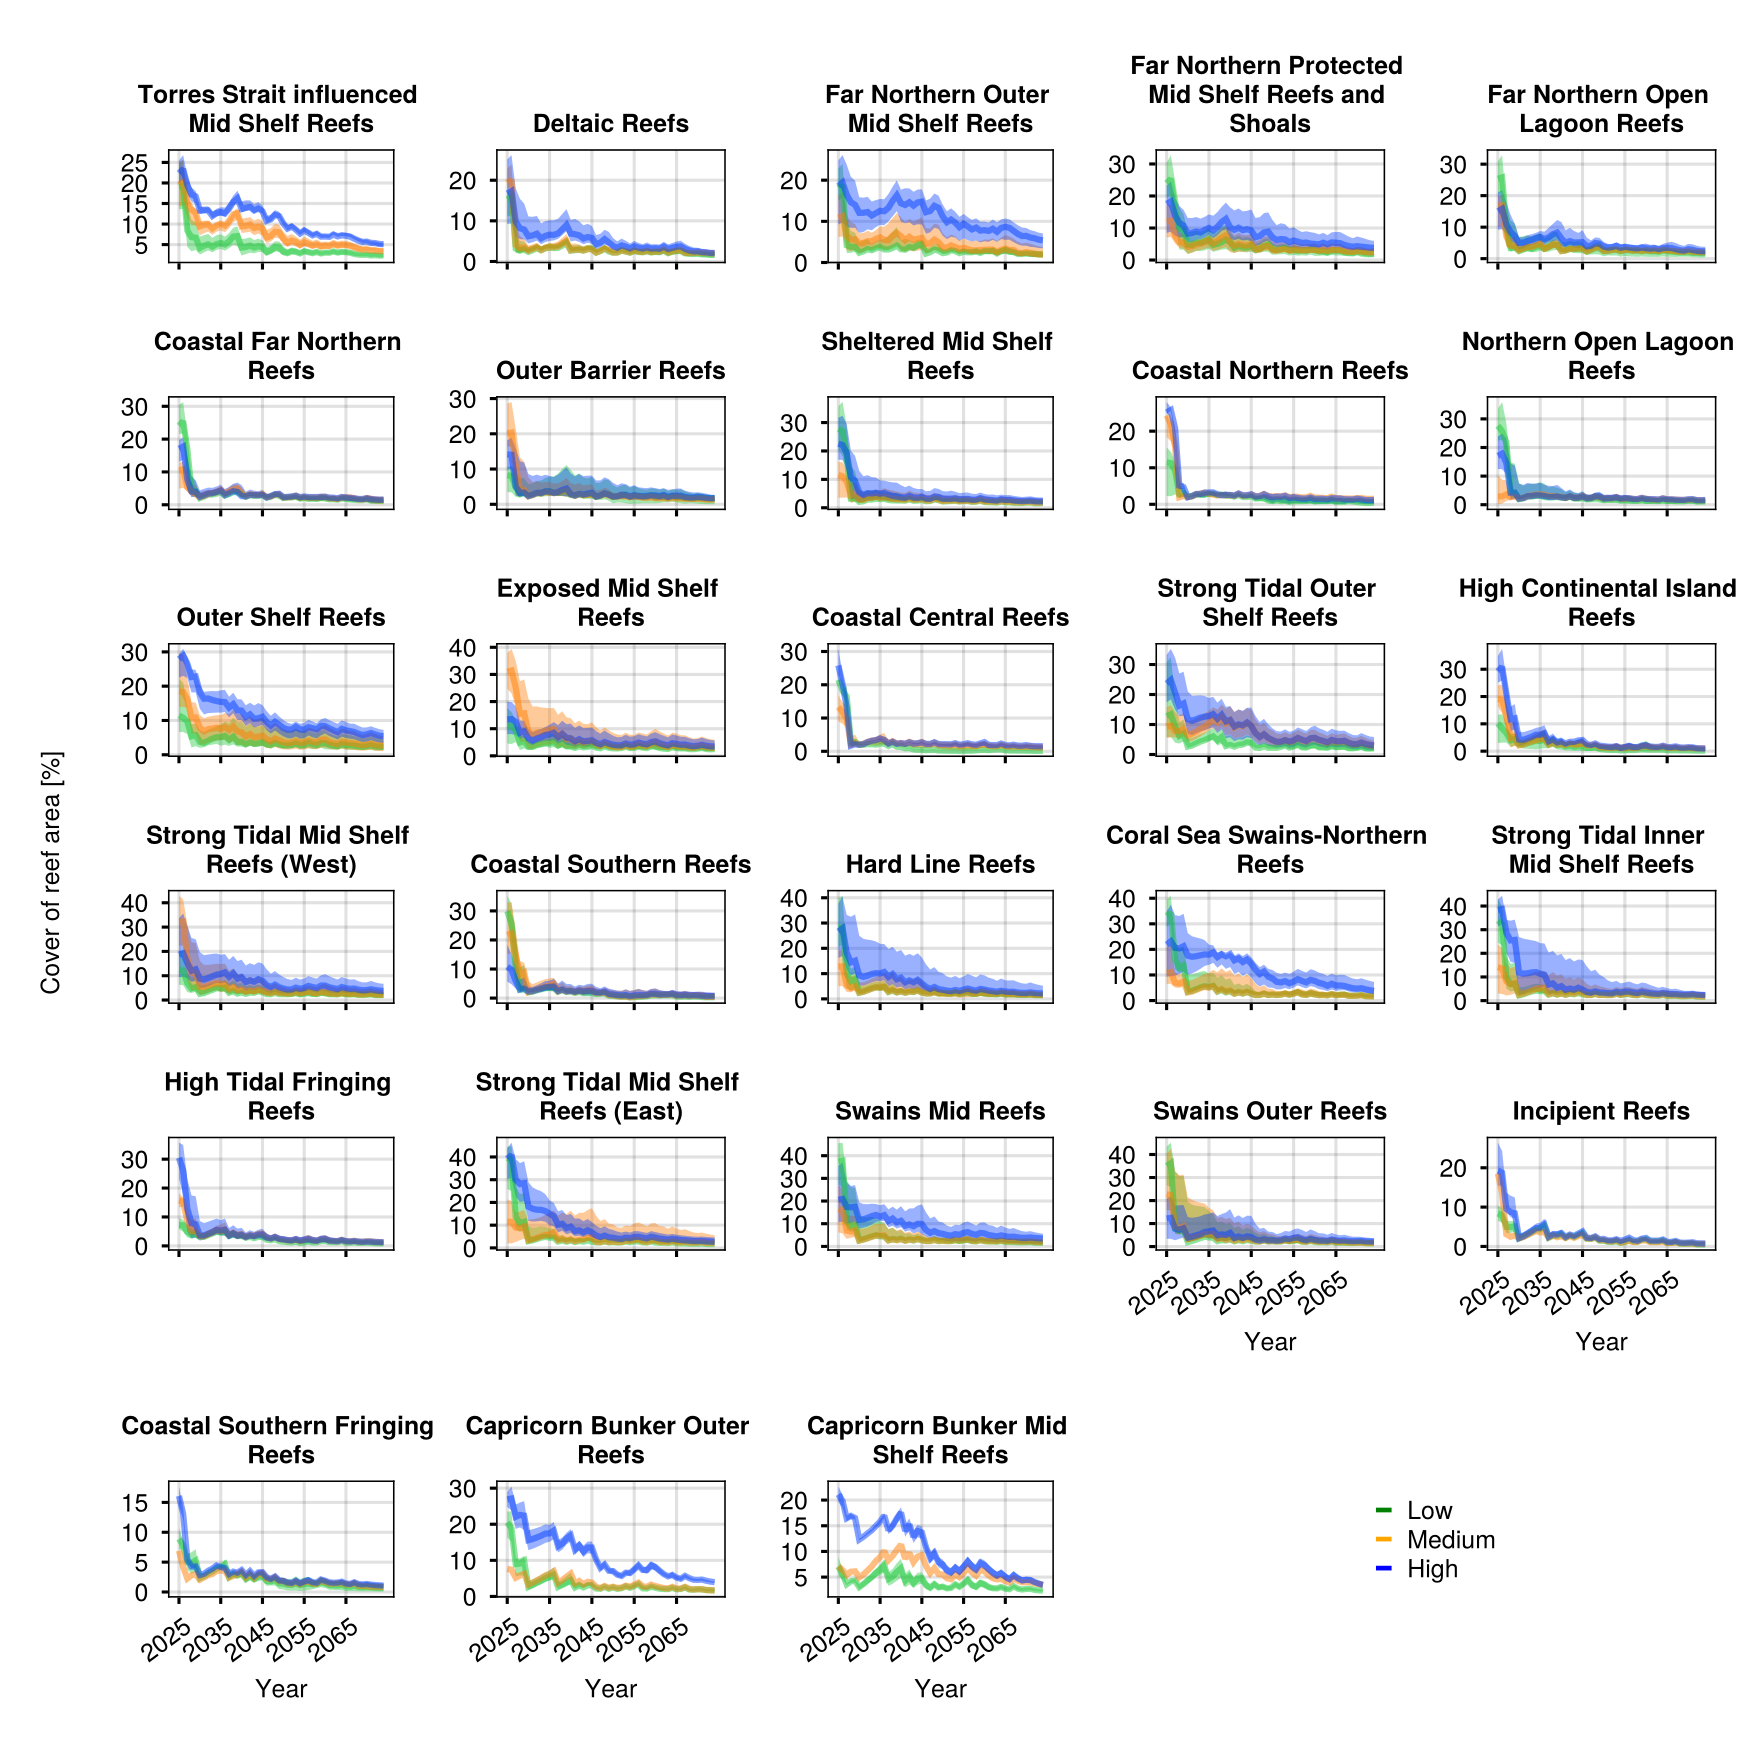 Torres Strait influenced
Mid Shelf Reefs
Deltaic Reefs
Far Northern Outer
Mid Shelf Reefs
Far Northern Protected
Mid Shelf Reefs and
Shoals
Far Northern Open
Lagoon Reefs
25
20
15
10
5
20
10
0
20
10
0
30
20
10
0
30
20
10
0
Coastal Far Northern
Reefs
Outer Barrier Reefs
Sheltered Mid Shelf
Reefs
Coastal Northern Reefs
Northern Open Lagoon
Reefs
30
20
10
0
30
20
10
0
30
20
10
0
20
10
0
30
20
10
0
Outer Shelf Reefs
Exposed Mid Shelf
Reefs
Coastal Central Reefs
Strong Tidal Outer
Shelf Reefs
High Continental Island
Reefs
30
20
10
0
40
30
20
10
0
30
20
10
0
30
20
10
0
30
20
10
0
Cover of reef area [%]
Strong Tidal Mid Shelf
Reefs (West)
Coastal Southern Reefs
Hard Line Reefs
Coral Sea Swains-Northern
Reefs
Strong Tidal Inner
Mid Shelf Reefs
40
30
20
10
0
30
20
10
0
40
30
20
10
0
40
30
20
10
0
40
30
20
10
0
High Tidal Fringing
Reefs
Strong Tidal Mid Shelf
Reefs (East)
Swains Mid Reefs
Swains Outer Reefs
Incipient Reefs
30
20
10
0
40
30
20
10
0
40
30
20
10
0
40
30
20
10
0
20
10
0
2025 2035 2045 2055 2065
Year
2025 2035 2045 2055 2065
Year
Coastal Southern Fringing
Reefs
Capricorn Bunker Outer
Reefs
Capricorn Bunker Mid
Shelf Reefs
15
10
5
0
30
20
10
0
20
15
10
5
2025 2035 2045 2055 2065
Year
2025 2035 2045 2055 2065
Year
2025 2035 2045 2055 2065
Year
Low
Medium
High